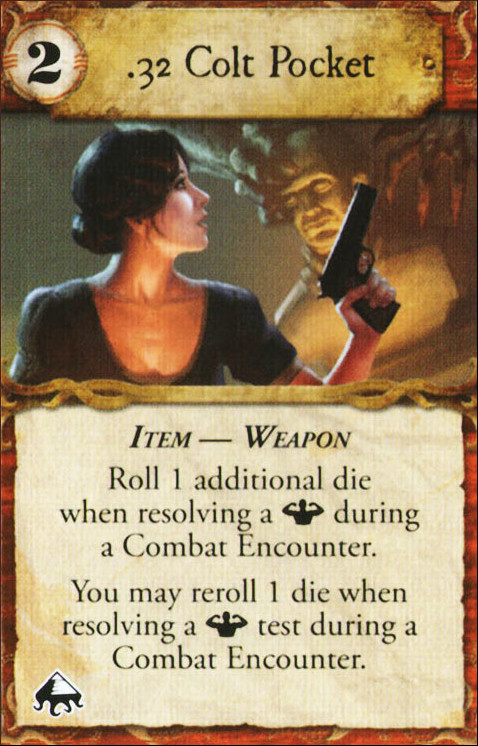 2
.32 Colt Pocket
ITEM — WEAPON
Roll 1 additional die
when resolving a during
a Combat Encounter.
You may reroll 1 die when
resolving a test during a
Combat Encounter.